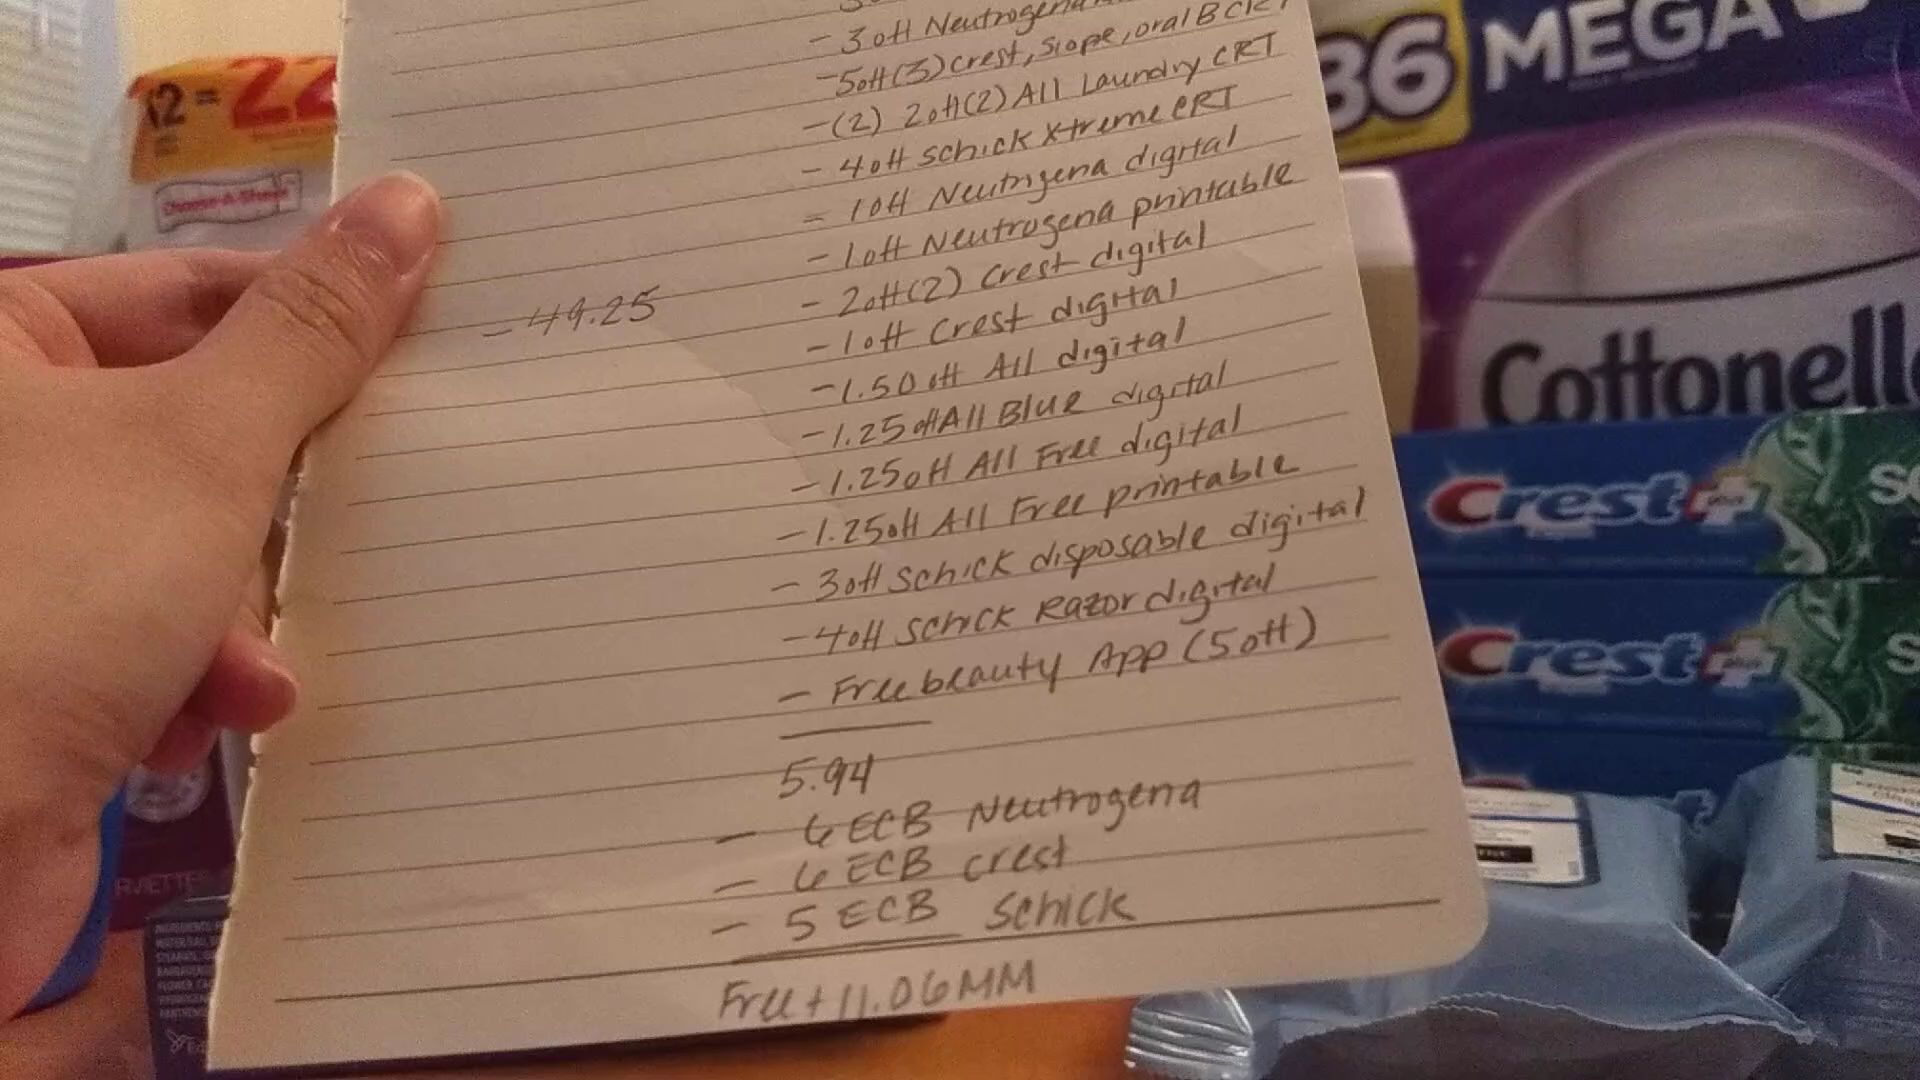 - 3 off Neutrogena
- 5 off (3) crest, Scope, oral B CRT
- (2) 2 off (2) All Laundry CRT
- 4 off Schick Xtreme CRT
- 1 off Neutrogena digital
- 1 off Neutrogena printable
- 2 off (2) Crest digital
- 49.25
- 1 off Crest digital
- 1.50 off All digital
- 1.25 off All Blue digital
- 1.25 off All Free digital
- 1.25 off All Free printable
- 3 off Schick disposable digital
- 4 off Schick Razor digital
- Free beauty App (5 off)
5.94
- 6 ECB Neutrogena
- 6 ECB crest
- 5 ECB Schick
Free + 11.06 MM
12 = 22
Choose-A-Sheet
36 MEGA
Cottonell
Crest plus
Crest plus